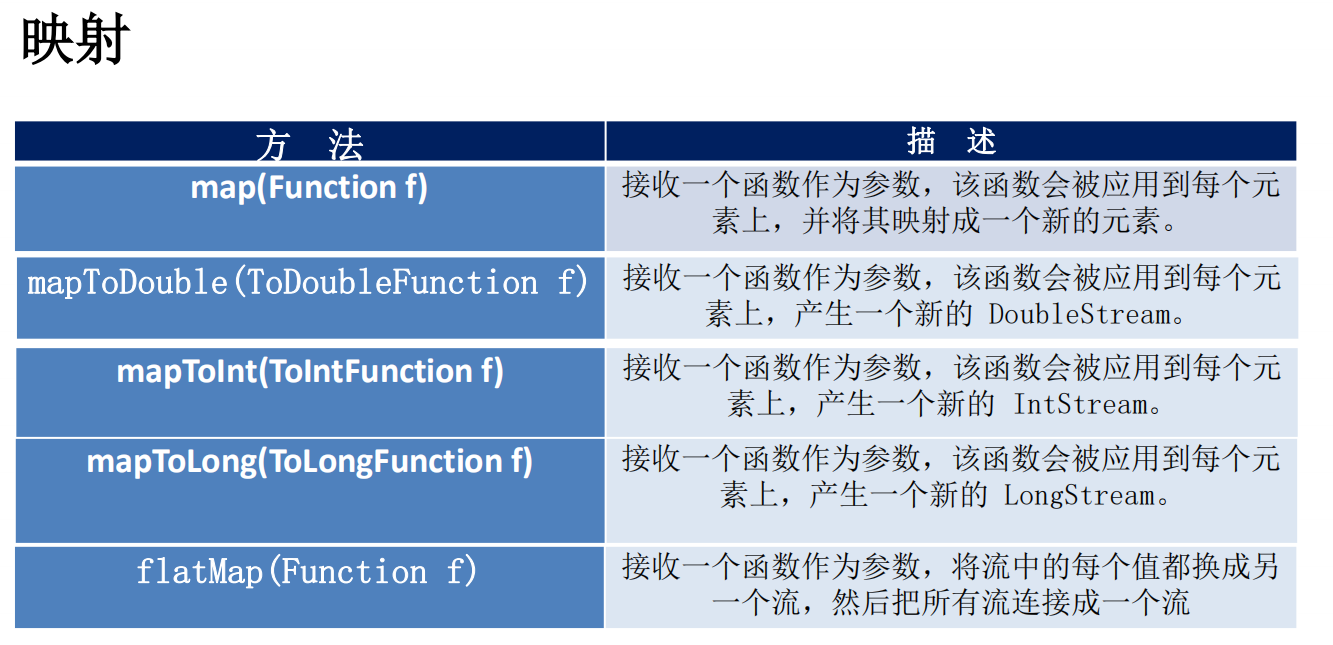 映射
方 法
描 述
map(Function f)
接收一个函数作为参数，该函数会被应用到每个元
素上，并将其映射成一个新的元素。
mapToDouble(ToDoubleFunction f)
接收一个函数作为参数，该函数会被应用到每个元
素上，产生一个新的 DoubleStream。
mapToInt(ToIntFunction f)
接收一个函数作为参数，该函数会被应用到每个元
素上，产生一个新的 IntStream。
mapToLong(ToLongFunction f)
接收一个函数作为参数，该函数会被应用到每个元
素上，产生一个新的 LongStream。
flatMap(Function f)
接收一个函数作为参数，将流中的每个值都换成另
一个流，然后把所有流连接成一个流